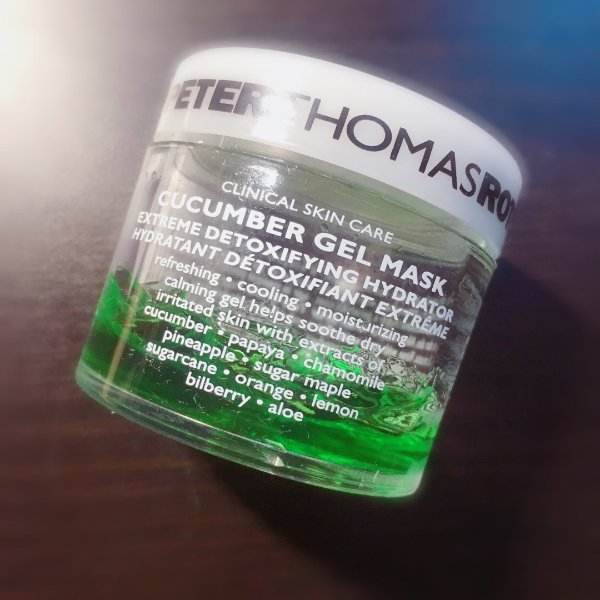 PETER THOMAS ROT
CLINICAL SKIN CARE
CUCUMBER GEL MASK
EXTREME DETOXIFYING HYDRATOR
HYDRATANT DÉTOXIFIANT EXTRÊME
refreshing • cooling • moisturizing
calming gel helps soothe dry
irritated skin with extracts of
cucumber • papaya • chamomile
pineapple • sugar maple
sugarcane • orange • lemon
bilberry • aloe